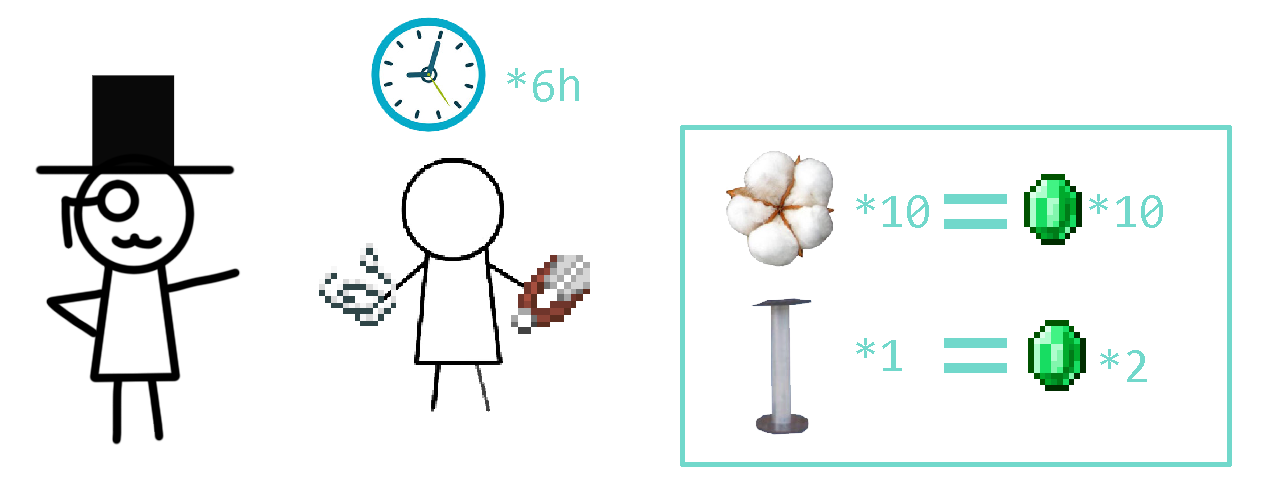 *6h
*10 = *10
*1 = *2